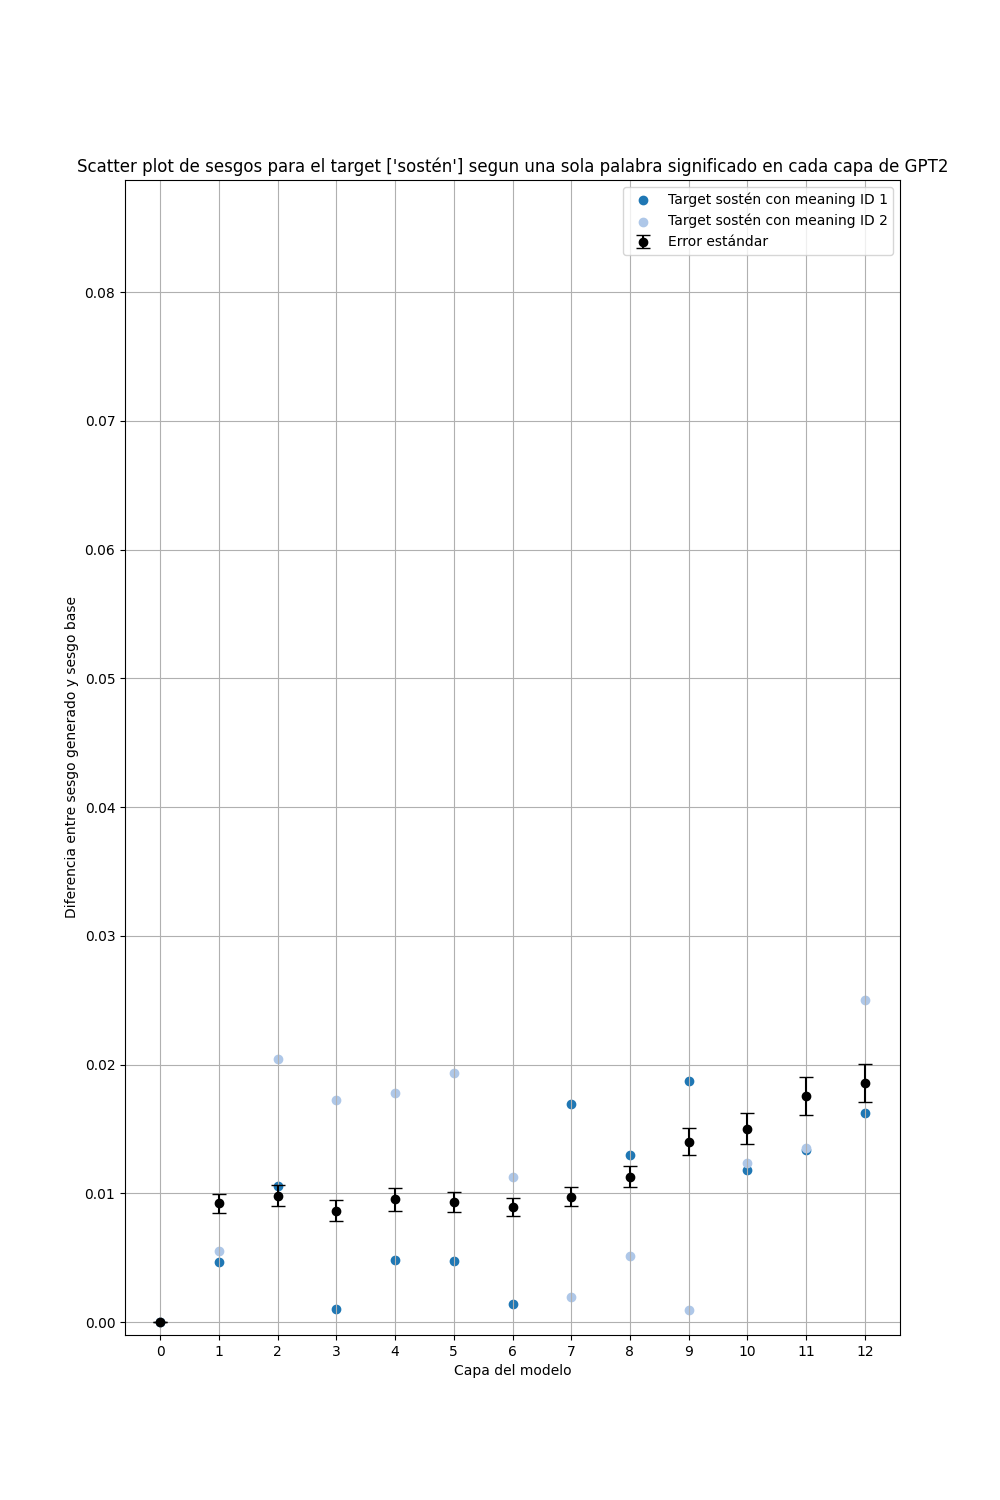 Scatter plot de sesgos para el target ['sostén'] segun una sola palabra significado en cada capa de GPT2
Target sostén con meaning ID 1
Target sostén con meaning ID 2
Error estándar
0.08
0.07
0.06
0.05
0.04
0.03
0.02
0.01
0.00
Diferencia entre sesgo generado y sesgo base
0 1 2 3 4 5 6 7 8 9 10 11 12
Capa del modelo